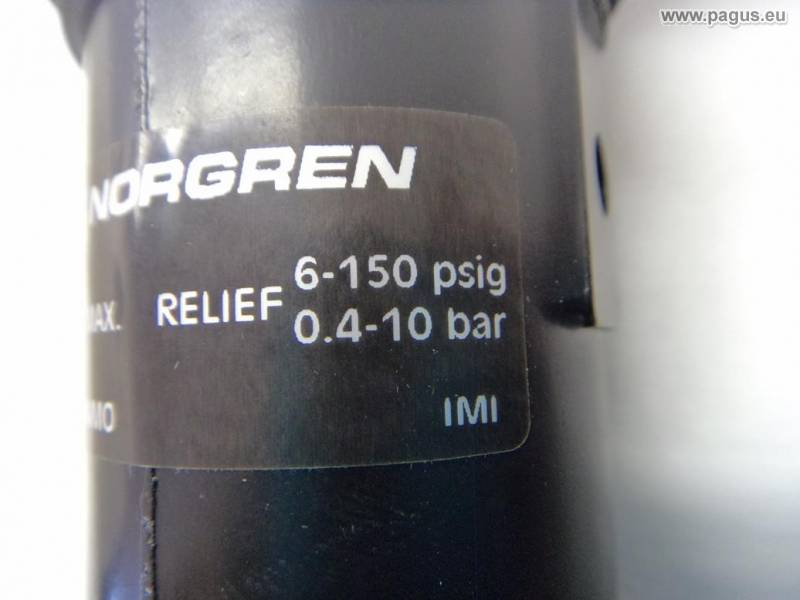 www.pagus.eu
NORGREN
MAX. RELIEF 6-150 psig
0.4-10 bar
IMI